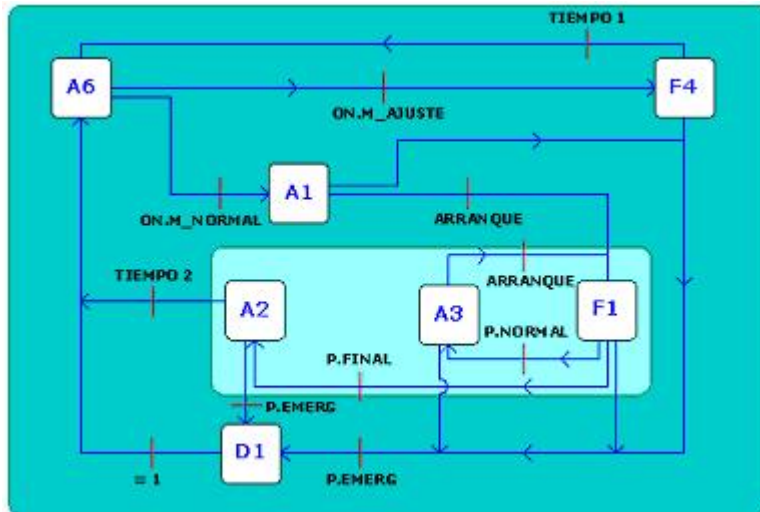 TIEMPO 1
A6
F4
ON.M_AJUSTE
A1
ON.M_NORMAL
ARRANQUE
TIEMPO 2
ARRANQUE
A2
A3
F1
P.NORMAL
P.FINAL
P.EMERG
D1
= 1
P.EMERG